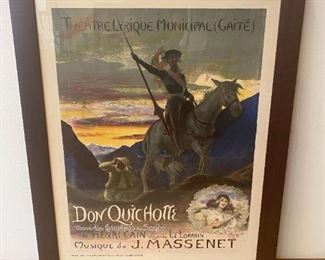 THÉATRE LYRIQUE MUNICIPAL (GAITÉ)
DON QUICHOTTE
HENRI CAIN LE LORRAIN
MUSIQUE de J. MASSENET